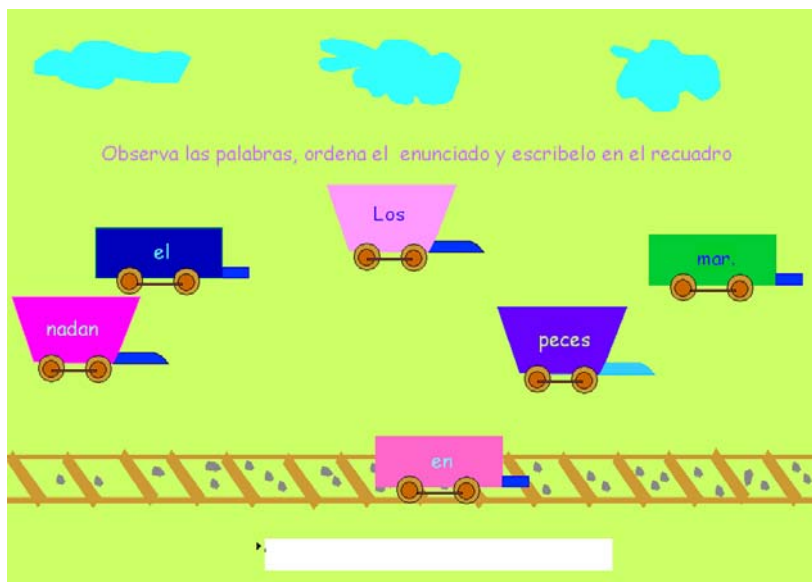 Observa las palabras, ordena el enunciado y escribelo en el recuadro
Los
el
mar.
nadan
peces
en